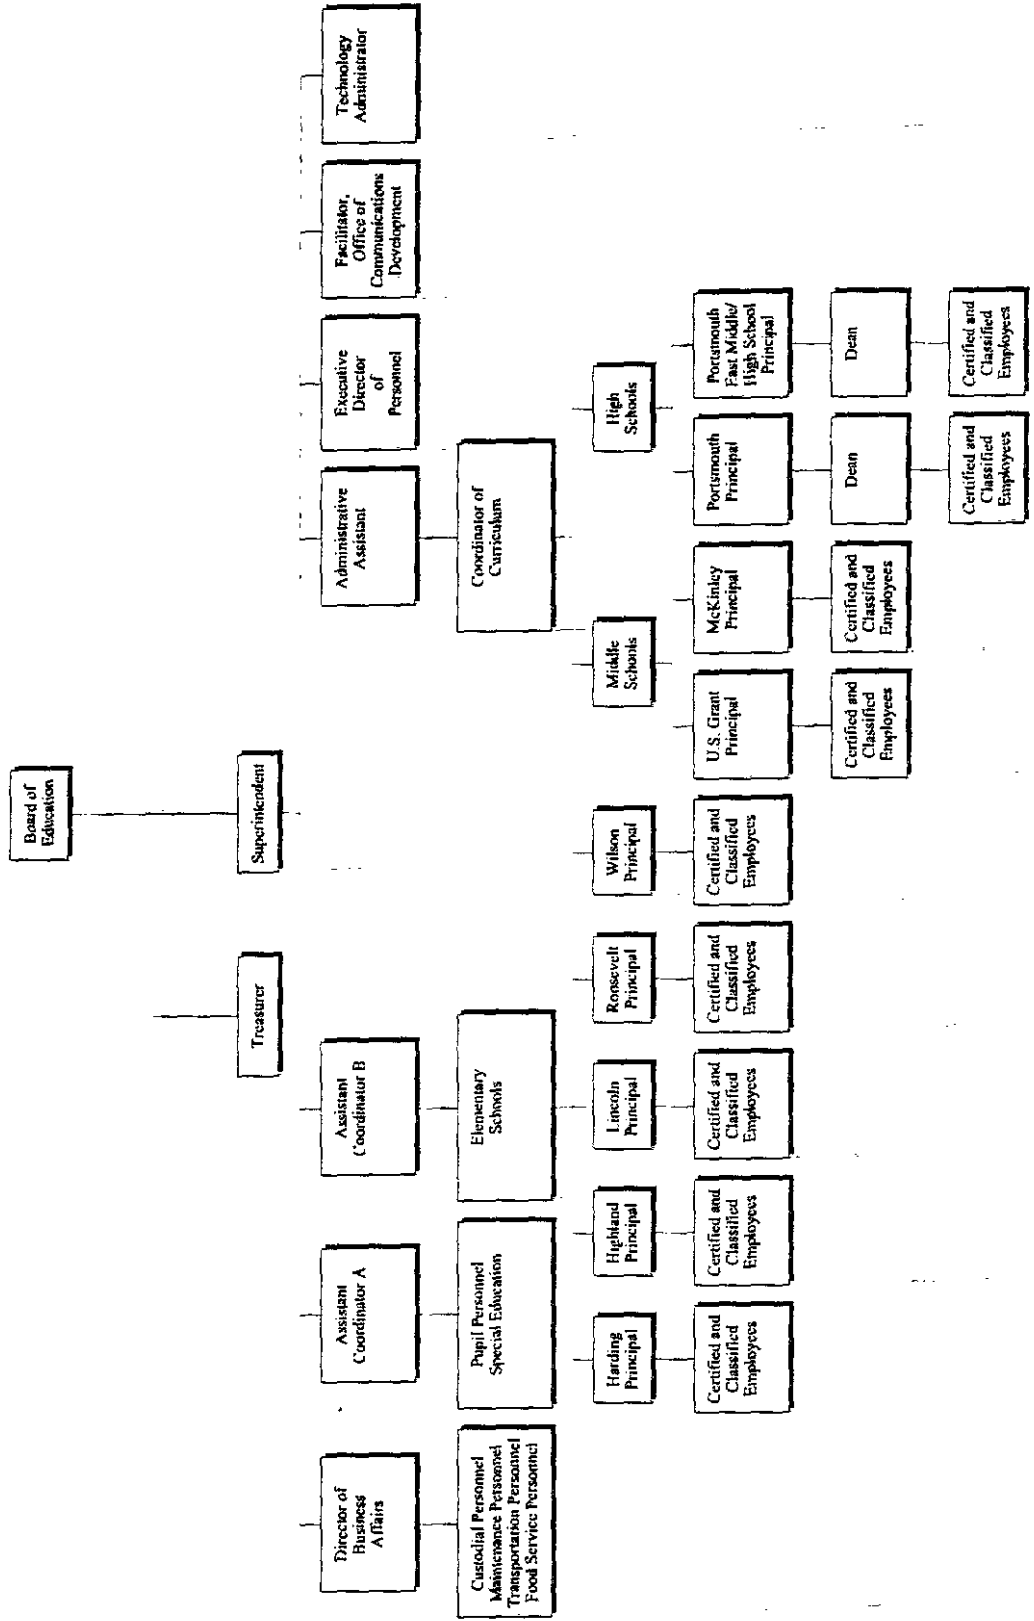 Board of
Education
Treasurer
Superintendent
Director of
Business
Affairs
Assistant
Coordinator A
Assistant
Coordinator B
Administrative
Assistant
Executive
Director
of
Personnel
Facilitator,
Office of
Communications
Development
Technology
Administrator
Custodial Personnel
Maintenance Personnel
Transportation Personnel
Food Service Personnel
Pupil Personnel
Special Education
Elementary
Schools
Coordinator of
Curriculum
Harding
Principal
Highland
Principal
Lincoln
Principal
Roosevelt
Principal
Wilson
Principal
Middle
Schools
High
Schools
Certified and
Classified
Employees
Certified and
Classified
Employees
Certified and
Classified
Employees
Certified and
Classified
Employees
Certified and
Classified
Employees
U.S. Grant
Principal
McKinley
Principal
Portsmouth
Principal
Portsmouth
East Middle/
High School
Principal
Certified and
Classified
Employees
Certified and
Classified
Employees
Dean
Dean
Certified and
Classified
Employees
Certified and
Classified
Employees